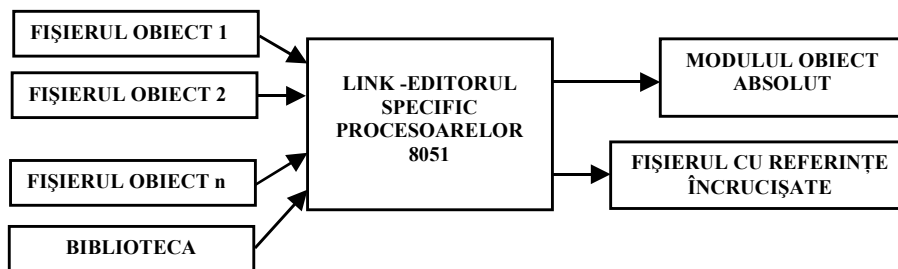 FIŞIERUL OBIECT 1
FIŞIERUL OBIECT 2
FIŞIERUL OBIECT n
BIBLIOTECA
LINK -EDITORUL
SPECIFIC
PROCESOARELOR
8051
MODULUL OBIECT
ABSOLUT
FIŞIERUL CU REFERINȚE
ÎNCRUCIŞATE